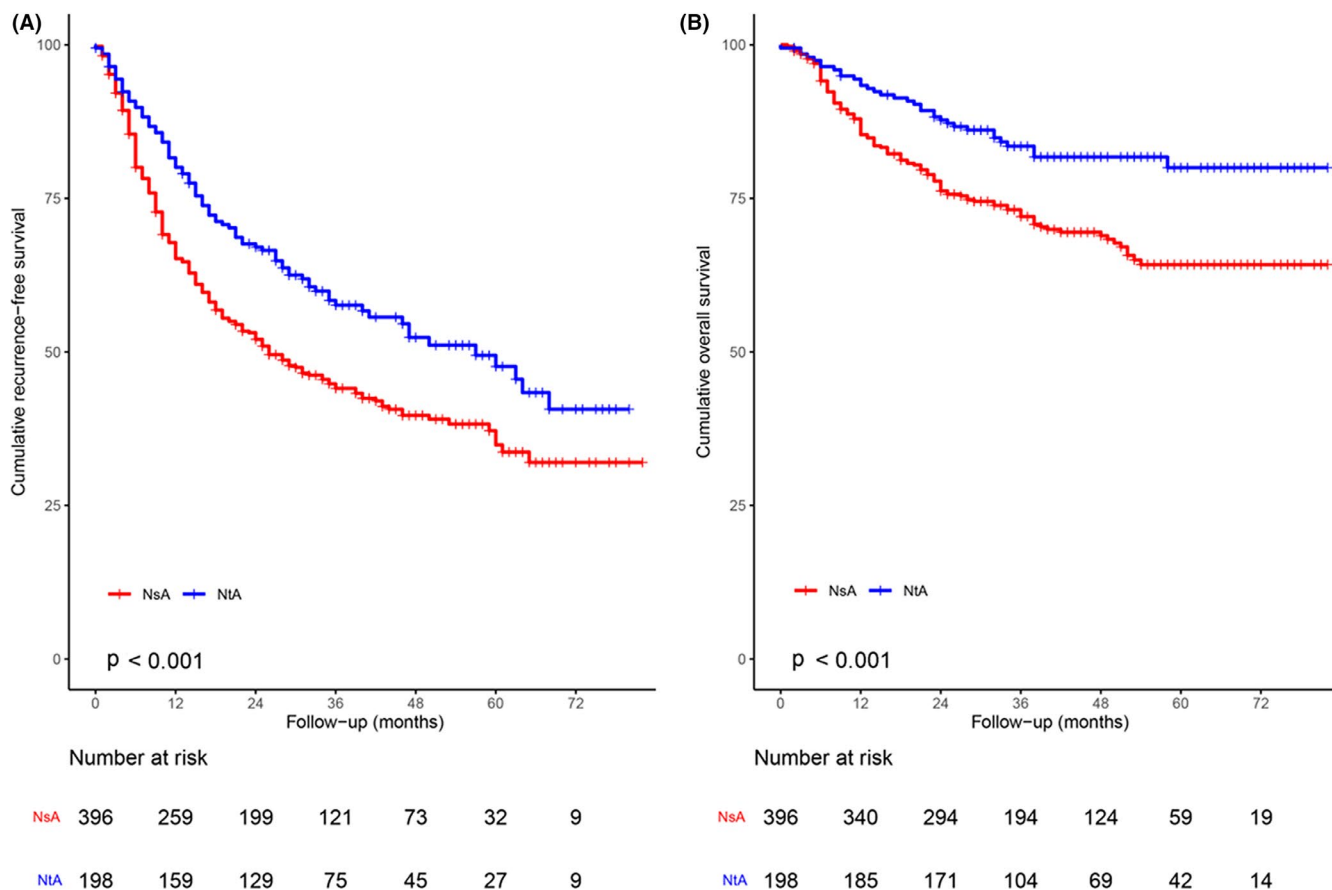 (A)
Cumulative recurrence−free survival
100
75
50
25
0
NsA NtA
p < 0.001
0 12 24 36 48 60 72
Follow−up (months)
Number at risk
NsA 396 259 199 121 73 32 9
NtA 198 159 129 75 45 27 9
(B)
Cumulative overall survival
100
75
50
25
0
NsA NtA
p < 0.001
0 12 24 36 48 60 72
Follow−up (months)
Number at risk
NsA 396 340 294 194 124 59 19
NtA 198 185 171 104 69 42 14